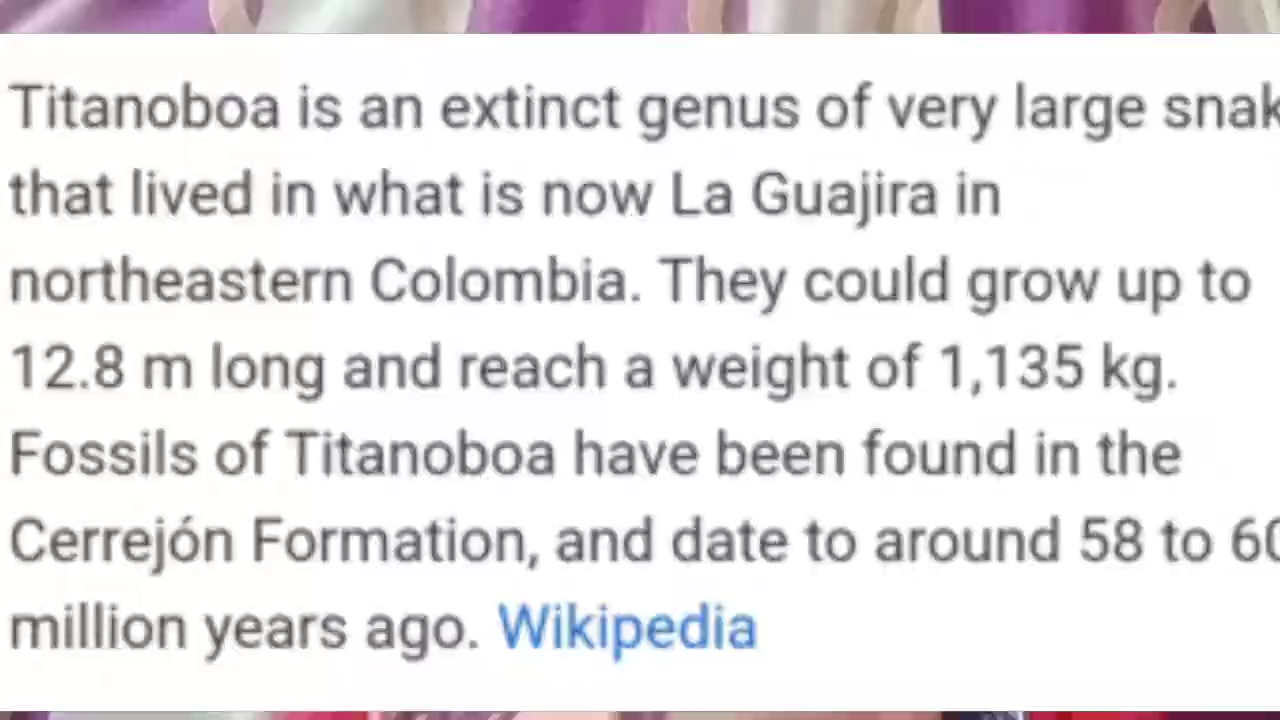 Titanoboa is an extinct genus of very large snak
that lived in what is now La Guajira in
northeastern Colombia. They could grow up to
12.8 m long and reach a weight of 1,135 kg.
Fossils of Titanoboa have been found in the
Cerrejón Formation, and date to around 58 to 60
million years ago. Wikipedia